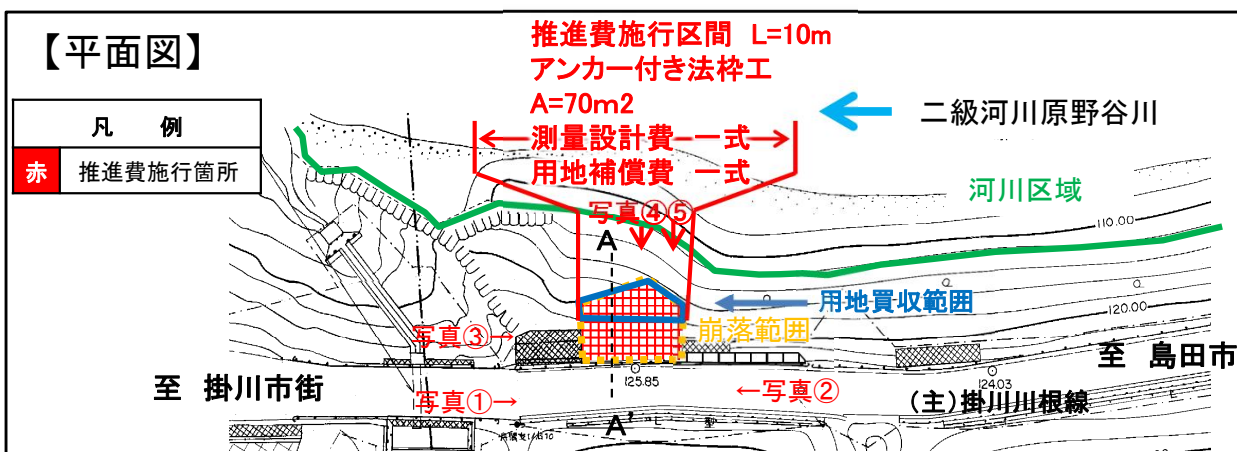 【平面図】
凡 例
赤 推進費施行箇所
推進費施行区間 L=10m
アンカー付き法枠工
A=70m2
測量設計費 一式
用地補償費 一式
二級河川原野谷川
河川区域
写真④⑤
110.00
A
用地買収範囲
120.00
崩落範囲
写真③→
至 島田市
至 掛川市街
125.85
124.03
写真①→
←写真②
(主)掛川川根線
A'